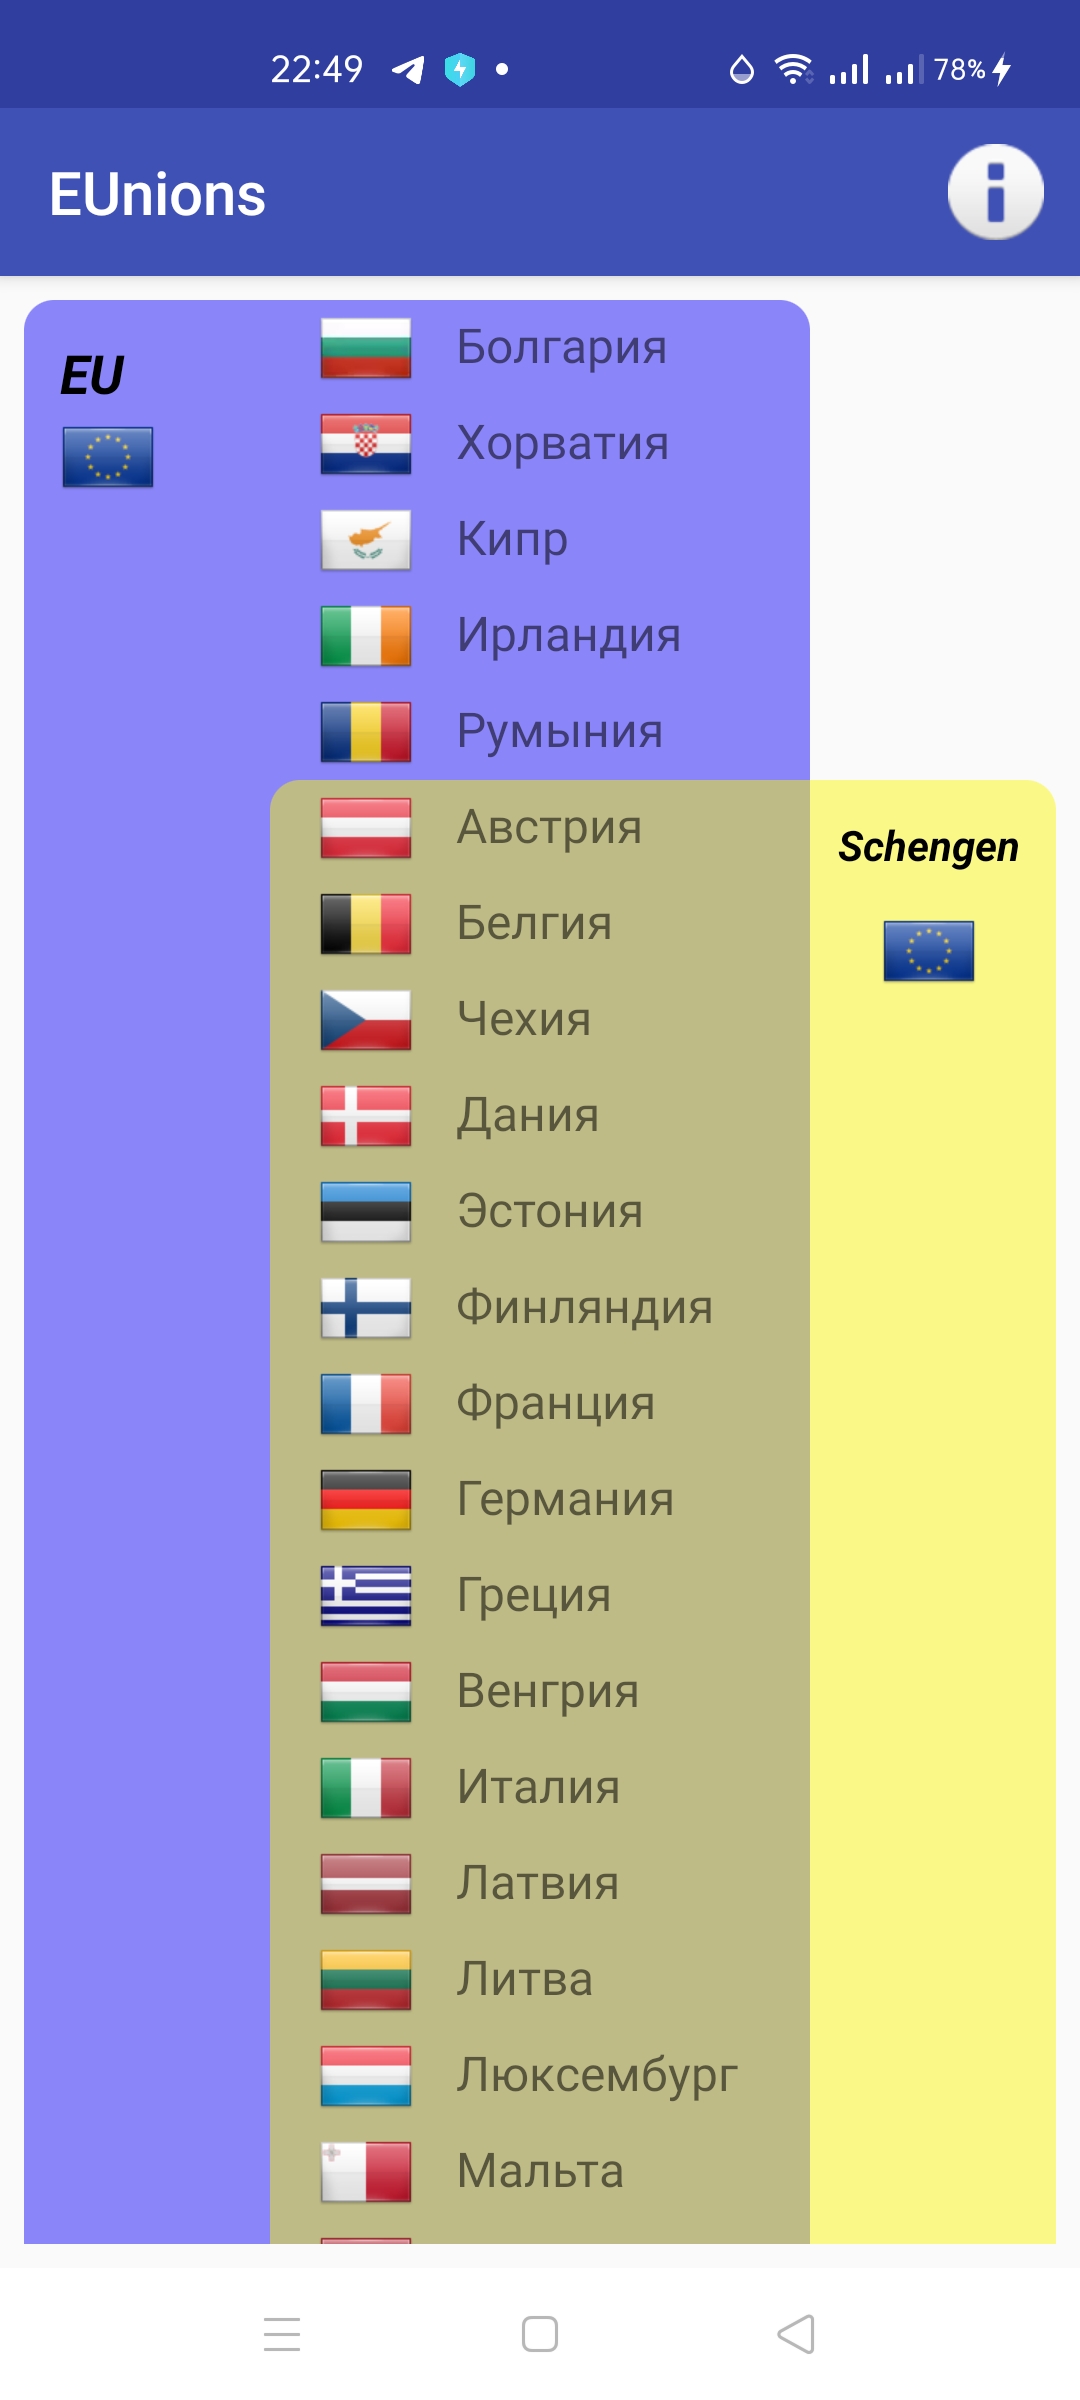 22:49
78%
EUnions
EU
Болгария
Хорватия
Кипр
Ирландия
Румыния
Schengen
Австрия
Белгия
Чехия
Дания
Эстония
Финляндия
Франция
Германия
Греция
Венгрия
Италия
Латвия
Литва
Люксембург
Мальта